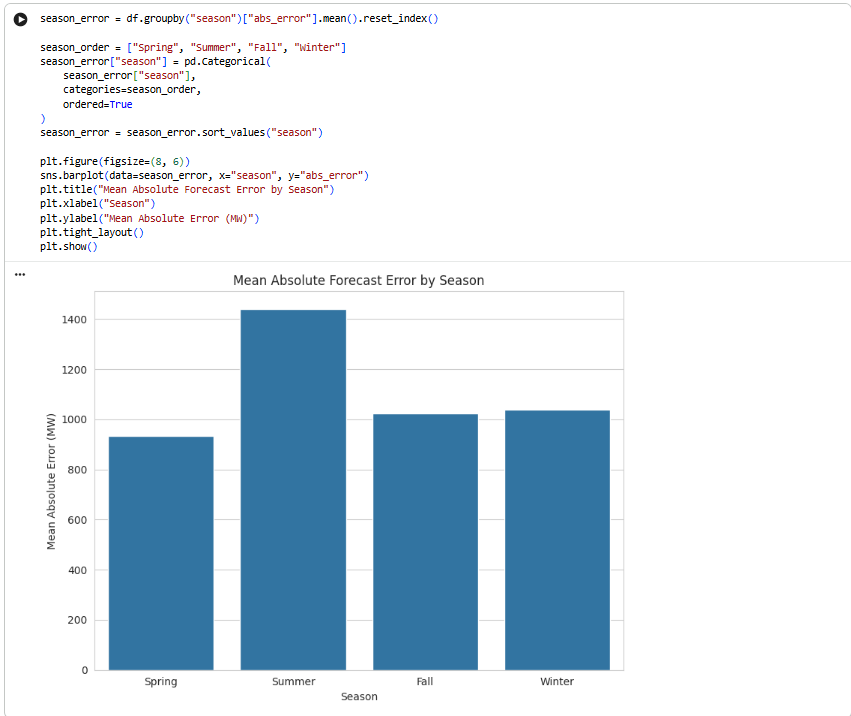 season_error = df.groupby("season")["abs_error"].mean().reset_index()
season_order = ["Spring", "Summer", "Fall", "Winter"]
season_error["season"] = pd.Categorical(
    season_error["season"],
    categories=season_order,
    ordered=True
)
season_error = season_error.sort_values("season")
plt.figure(figsize=(8, 6))
sns.barplot(data=season_error, x="season", y="abs_error")
plt.title("Mean Absolute Forecast Error by Season")
plt.xlabel("Season")
plt.ylabel("Mean Absolute Error (MW)")
plt.tight_layout()
plt.show()
Mean Absolute Forecast Error by Season
Mean Absolute Error (MW)
1400
1200
1000
800
600
400
200
0
Spring Summer Fall Winter
Season